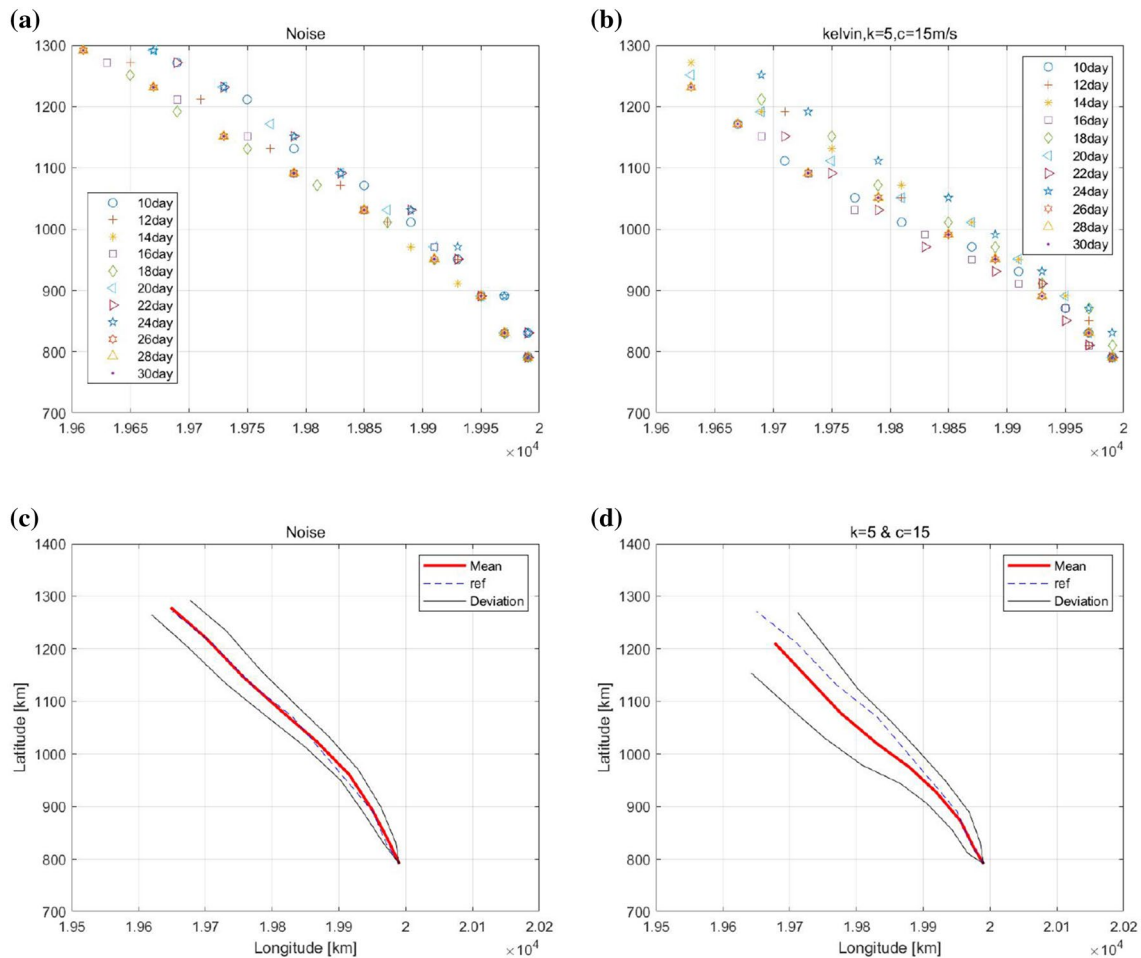 (a)
Noise
1300
1200
1100
1000
900
800
700
10day
12day
14day
16day
18day
20day
22day
24day
26day
28day
30day
1.96 1.965 1.97 1.975 1.98 1.985 1.99 1.995 2
×10⁴
(b)
kelvin,k=5,c=15m/s
1300
1200
1100
1000
900
800
700
10day
12day
14day
16day
18day
20day
22day
24day
26day
28day
30day
1.96 1.965 1.97 1.975 1.98 1.985 1.99 1.995 2
×10⁴
(c)
Noise
1400
1300
1200
1100
1000
900
800
700
Latitude [km]
Mean
ref
Deviation
1.95 1.96 1.97 1.98 1.99 2 2.01 2.02
Longitude [km]
×10⁴
(d)
k=5 & c=15
1400
1300
1200
1100
1000
900
800
700
Latitude [km]
Mean
ref
Deviation
1.95 1.96 1.97 1.98 1.99 2 2.01 2.02
Longitude [km]
×10⁴